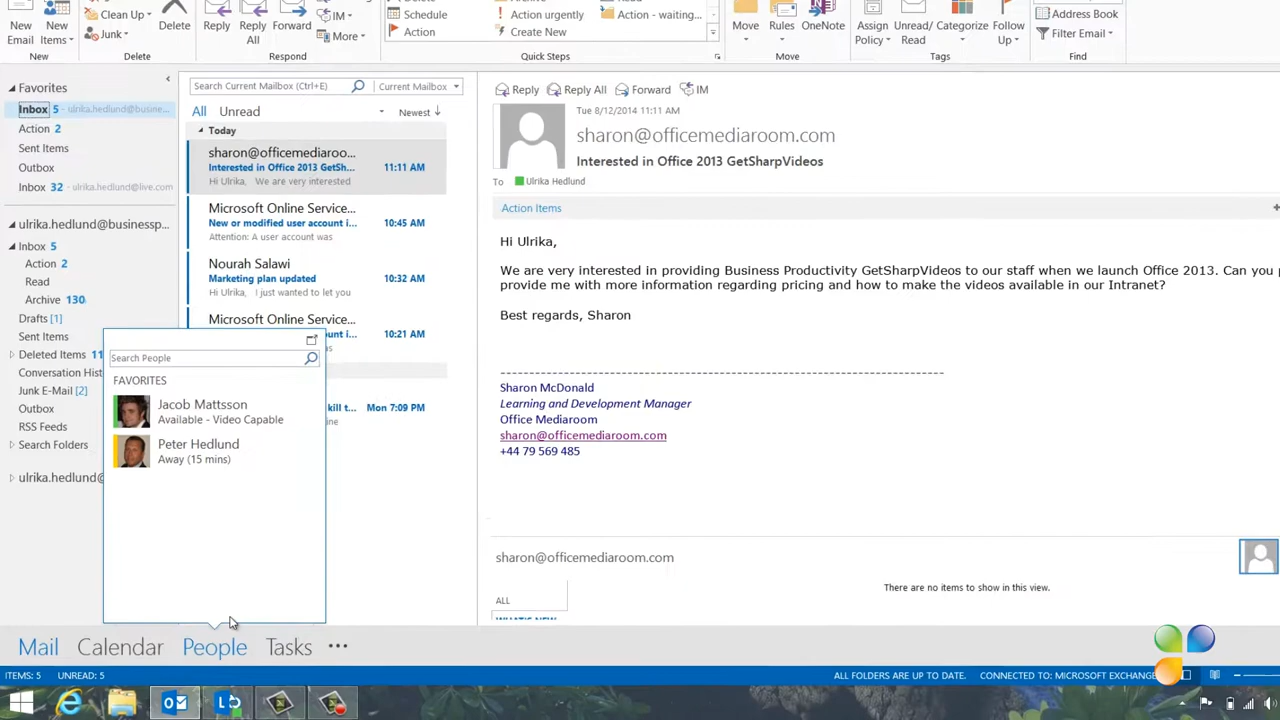 New
Email
New
Items
Clean Up
Junk
Delete
Reply
Reply
All
Forward
IM
More
Schedule
Action
Action urgently
Create New
Action - waiting...
Move
Rules
OneNote
Assign
Policy
Unread/
Read
Categorize
Follow
Up
Address Book
Filter Email
New
Delete
Respond
Quick Steps
Move
Tags
Find
Favorites
Inbox 5 - ulrika.hedlund@busine...
Action 2
Sent Items
Outbox
Inbox 32 - ulrika.hedlund@live.com
ulrika.hedlund@businessp...
Inbox 5
Action 2
Read
Archive 130
Drafts [1]
Sent Items
Deleted Items 11
Conversation Hist
Junk E-Mail [2]
Outbox
RSS Feeds
Search Folders
ulrika.hedlund@
Search Current Mailbox (Ctrl+E)
Current Mailbox
All Unread
Newest
Today
sharon@officemediaroo...
Interested in Office 2013 GetSh... 11:11 AM
Hi Ulrika, We are very interested
Microsoft Online Service...
New or modified user account i... 10:45 AM
Attention: A user account was
Nourah Salawi
Marketing plan updated 10:32 AM
Hi Ulrika, I just wanted to let you
Microsoft Online Service...
ount i... 10:21 AM
as
kill t... Mon 7:09 PM
ine
Search People
FAVORITES
Jacob Mattsson
Available - Video Capable
Peter Hedlund
Away (15 mins)
Reply Reply All Forward IM
Tue 8/12/2014 11:11 AM
sharon@officemediaroom.com
Interested in Office 2013 GetSharpVideos
To Ulrika Hedlund
Action Items
Hi Ulrika,
We are very interested in providing Business Productivity GetSharpVideos to our staff when we launch Office 2013. Can you p
provide me with more information regarding pricing and how to make the videos available in our Intranet?
Best regards, Sharon
--------------------------------------------------------------------------------
Sharon McDonald
Learning and Development Manager
Office Mediaroom
sharon@officemediaroom.com
+44 79 569 485
sharon@officemediaroom.com
There are no items to show in this view.
ALL
WHAT'S NEW
Mail Calendar People Tasks •••
ITEMS: 5 UNREAD: 5
ALL FOLDERS ARE UP TO DATE.
CONNECTED TO: MICROSOFT EXCHANGE